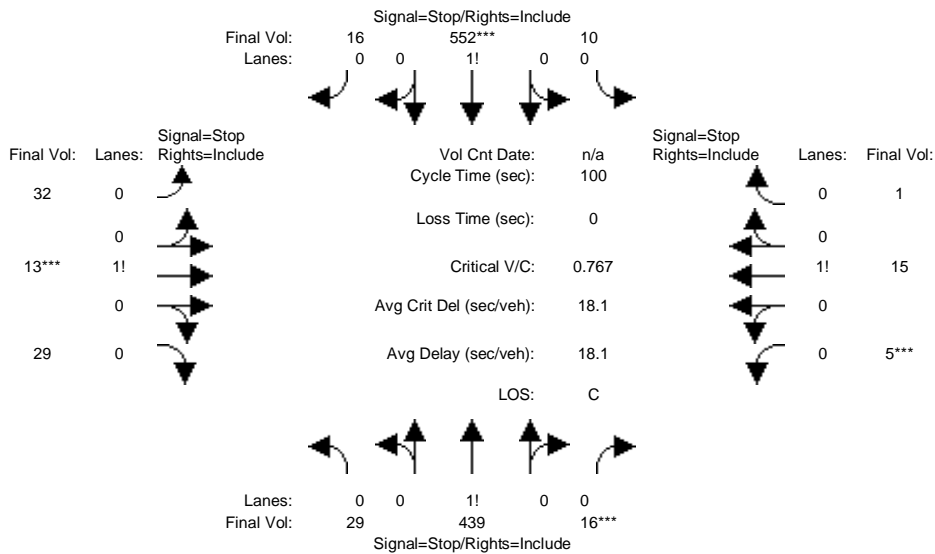 Signal=Stop/Rights=Include
Final Vol: 16 552*** 10
Lanes: 0 0 1! 0 0
Signal=Stop
Final Vol: Lanes: Rights=Include
Vol Cnt Date: n/a
Signal=Stop
Rights=Include Lanes: Final Vol:
Cycle Time (sec): 100
32 0
0 1
Loss Time (sec): 0
0
0
13*** 1!
Critical V/C: 0.767
1! 15
0
Avg Crit Del (sec/veh): 18.1
0
29 0
Avg Delay (sec/veh): 18.1
0 5***
LOS: C
Lanes: 0 0 1! 0 0
Final Vol: 29 439 16***
Signal=Stop/Rights=Include